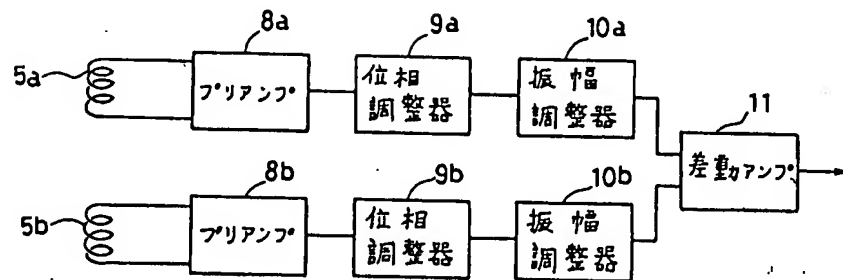 8a
9a
10a
5a
プリアンプ
位相
調整器
振幅
調整器
11
差動アンプ
8b
9b
10b
5b
プリアンプ
位相
調整器
振幅
調整器